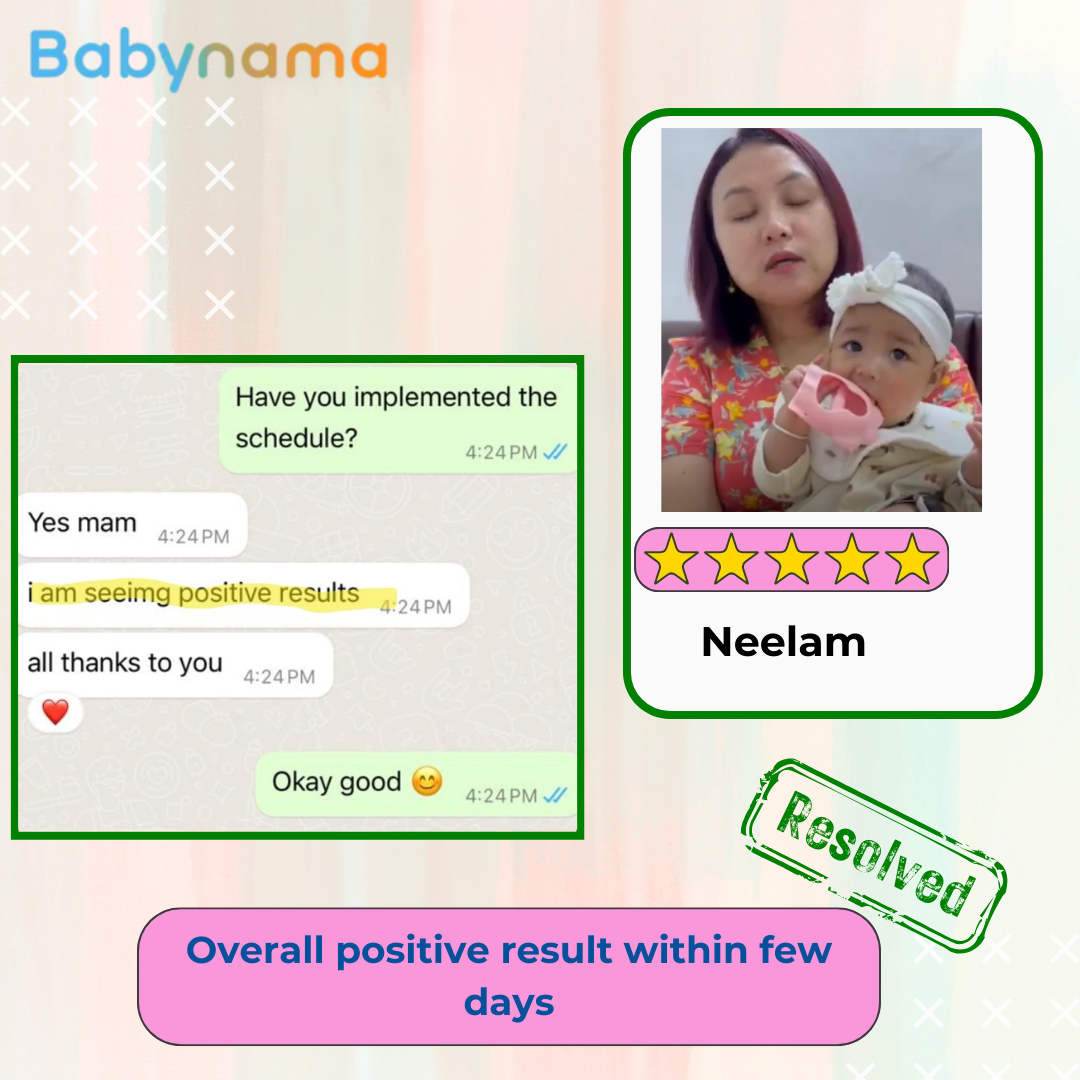 Babynama
Have you implemented the
schedule?
4:24 PM
Yes mam
4:24 PM
i am seeimg positive results
4:24 PM
all thanks to you
4:24 PM
❤️
Okay good 😊
4:24 PM
Neelam
Resolved
Overall positive result within few
days